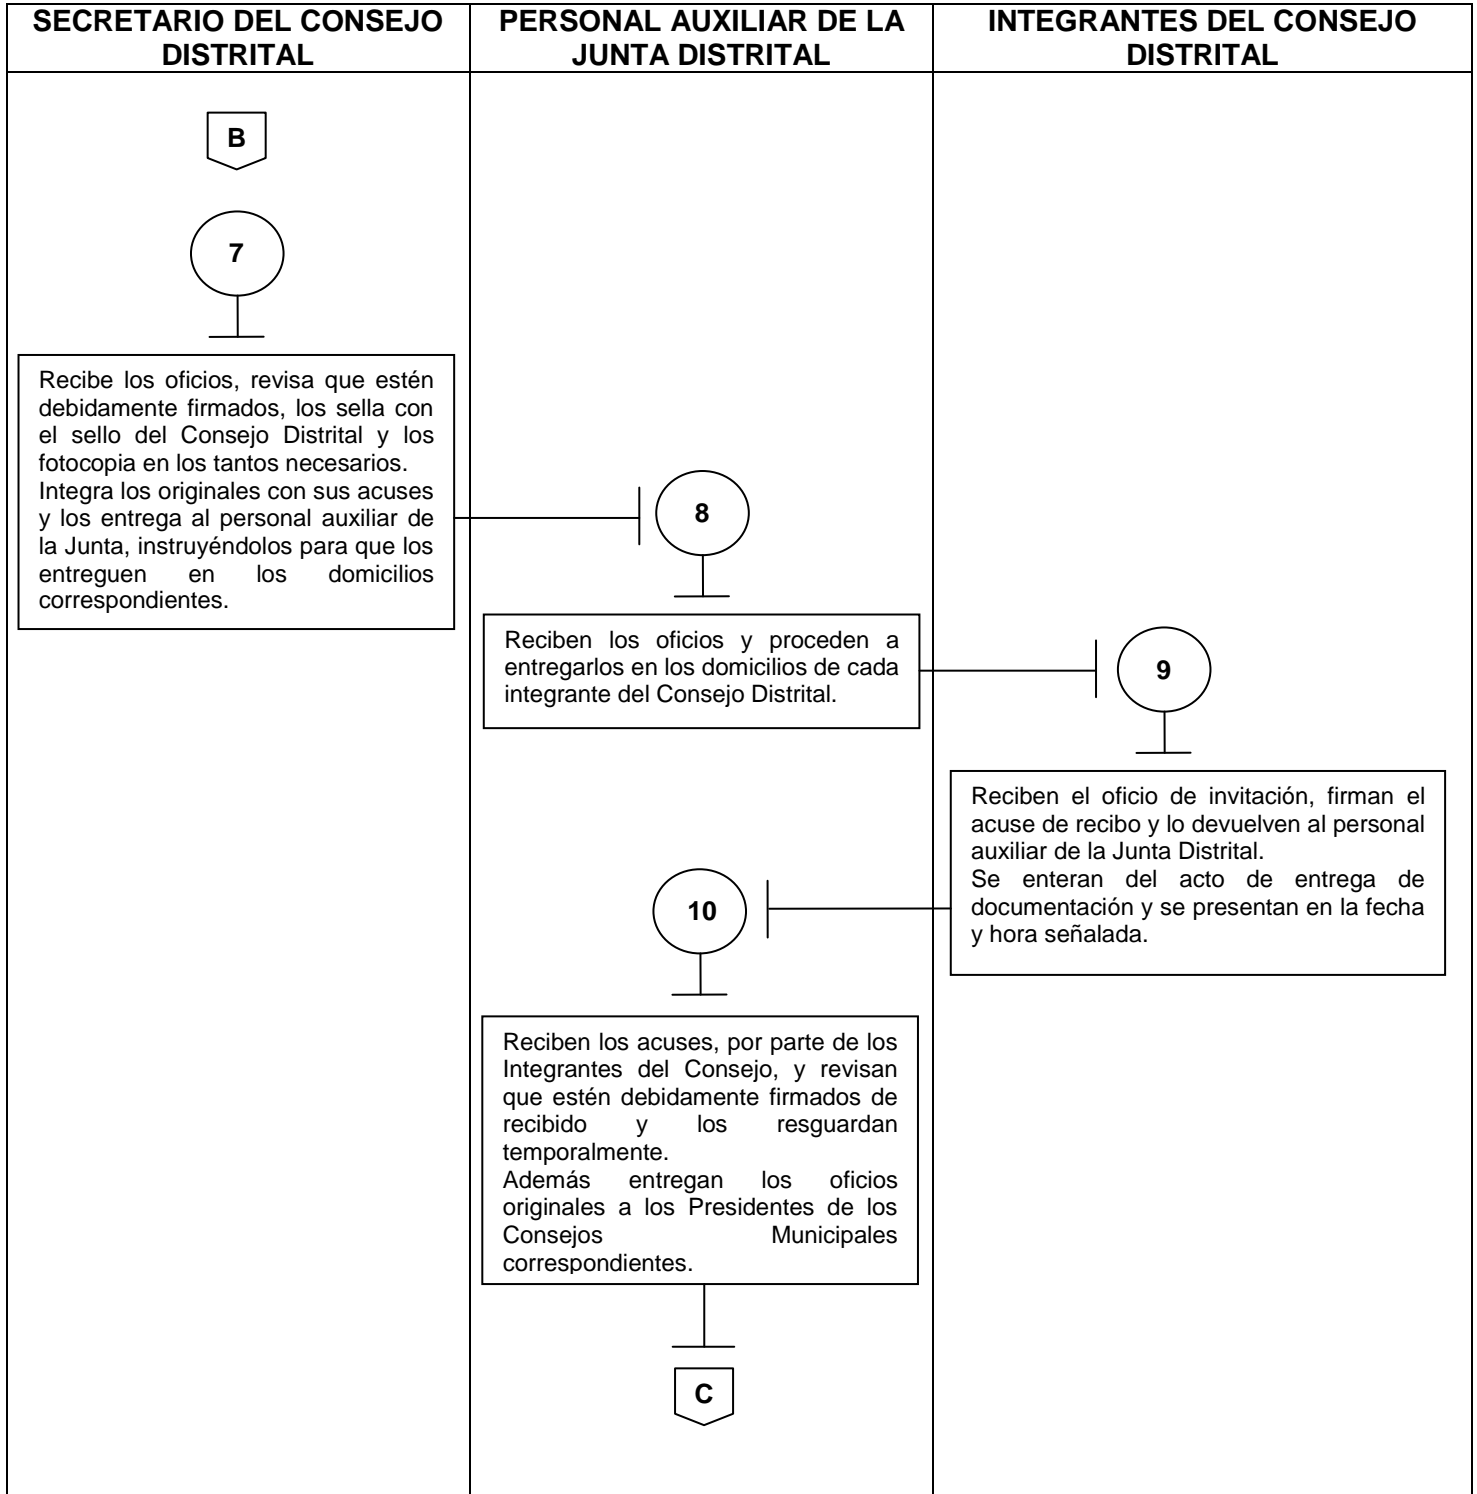 SECRETARIO DEL CONSEJO
DISTRITAL
PERSONAL AUXILIAR DE LA
JUNTA DISTRITAL
INTEGRANTES DEL CONSEJO
DISTRITAL
B
7
Recibe los oficios, revisa que estén
debidamente firmados, los sella con
el sello del Consejo Distrital y los
fotocopia en los tantos necesarios.
Integra los originales con sus acuses
y los entrega al personal auxiliar de
la Junta, instruyéndolos para que los
entreguen en los domicilios
correspondientes.
8
Reciben los oficios y proceden a
entregarlos en los domicilios de cada
integrante del Consejo Distrital.
9
Reciben el oficio de invitación, firman el
acuse de recibo y lo devuelven al personal
auxiliar de la Junta Distrital.
Se enteran del acto de entrega de
documentación y se presentan en la fecha
y hora señalada.
10
Reciben los acuses, por parte de los
Integrantes del Consejo, y revisan
que estén debidamente firmados de
recibido y los resguardan
temporalmente.
Además entregan los oficios
originales a los Presidentes de los
Consejos Municipales
correspondientes.
C